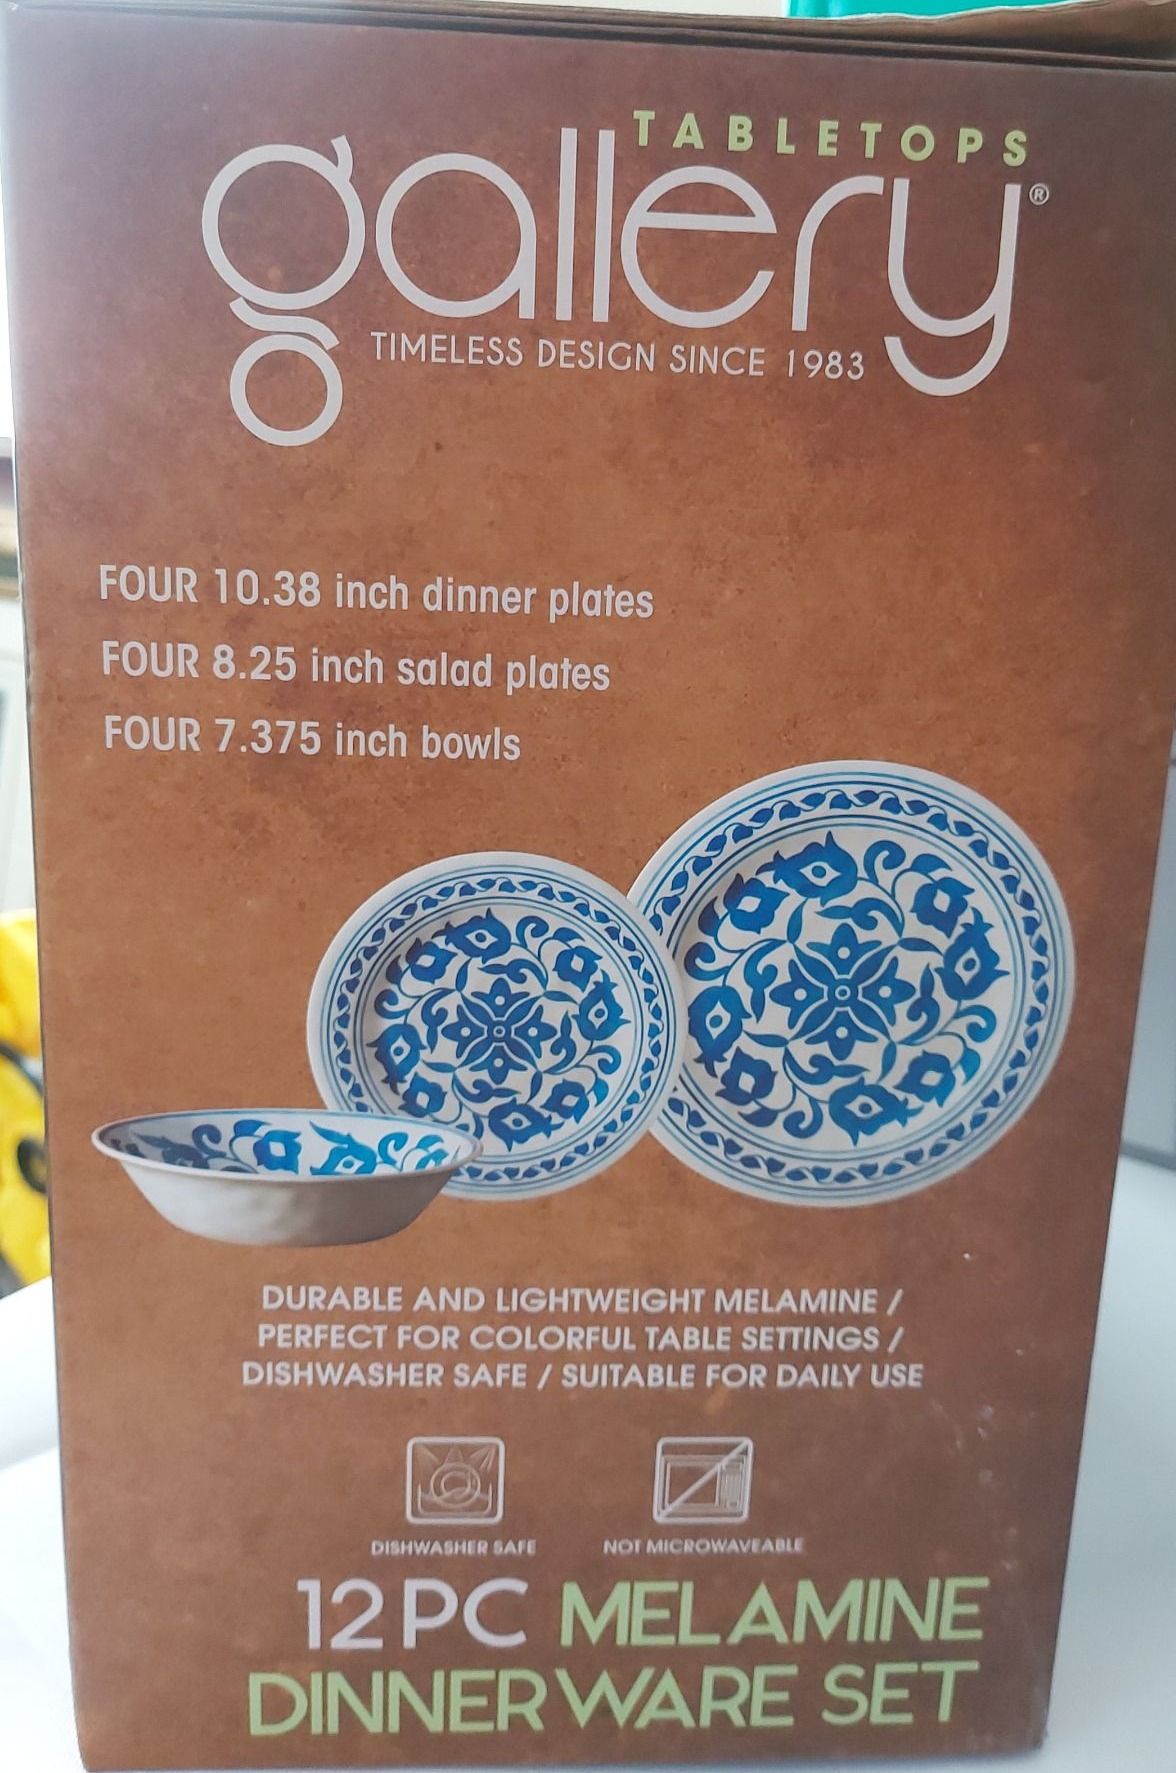 TABLETOPS
gallery®
TIMELESS DESIGN SINCE 1983
FOUR 10.38 inch dinner plates
FOUR 8.25 inch salad plates
FOUR 7.375 inch bowls
DURABLE AND LIGHTWEIGHT MELAMINE /
PERFECT FOR COLORFUL TABLE SETTINGS /
DISHWASHER SAFE / SUITABLE FOR DAILY USE
DISHWASHER SAFE
NOT MICROWAVEABLE
12PC MELAMINE
DINNERWARE SET